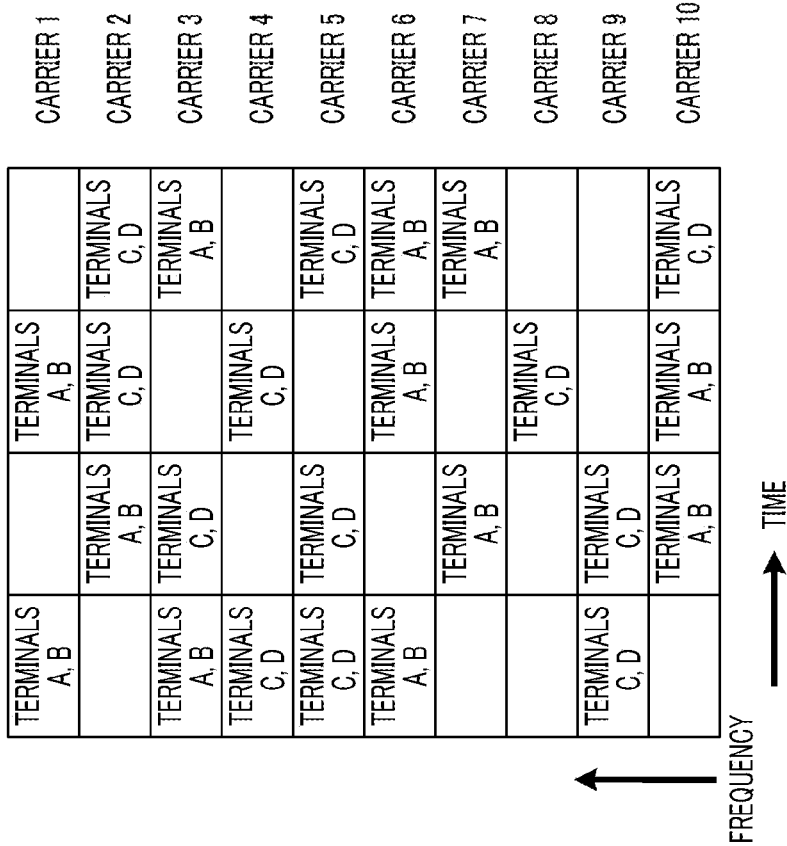 CARRIER 1
TERMINALS
A, B
TERMINALS
A, B
CARRIER 2
TERMINALS
A, B
TERMINALS
C, D
TERMINALS
C, D
CARRIER 3
TERMINALS
A, B
TERMINALS
C, D
TERMINALS
A, B
CARRIER 4
TERMINALS
C, D
TERMINALS
C, D
CARRIER 5
TERMINALS
C, D
TERMINALS
C, D
TERMINALS
C, D
CARRIER 6
TERMINALS
A, B
TERMINALS
A, B
TERMINALS
A, B
CARRIER 7
TERMINALS
A, B
TERMINALS
A, B
CARRIER 8
TERMINALS
C, D
CARRIER 9
TERMINALS
C, D
TERMINALS
C, D
CARRIER 10
TERMINALS
A, B
TERMINALS
A, B
TERMINALS
C, D
FREQUENCY
TIME